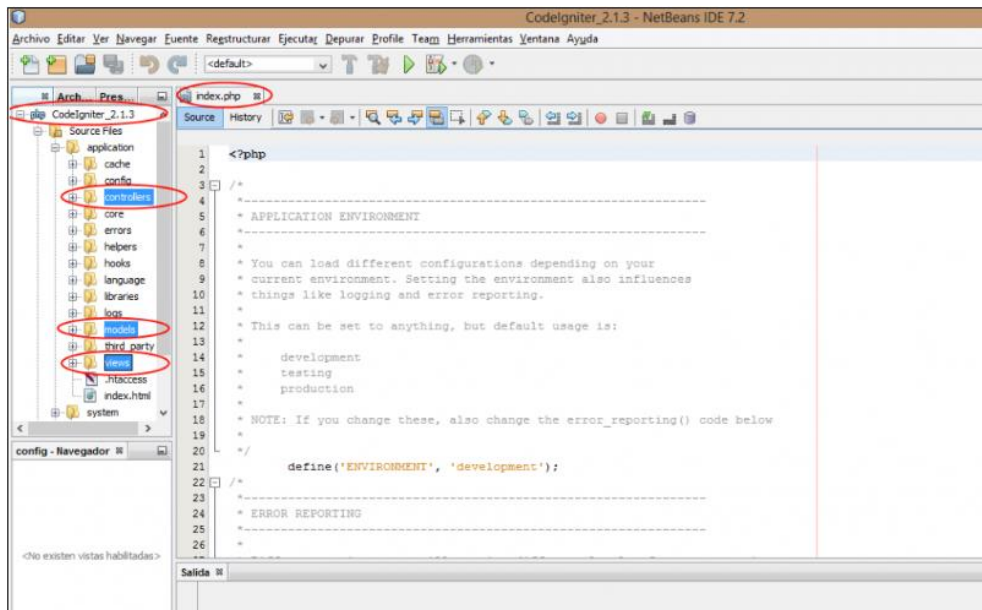 CodeIgniter_2.1.3 - NetBeans IDE 7.2
Archivo Editar Ver Navegar Fuente Reestructurar Ejecutar Depurar Profile Team Herramientas Ventana Ayuda
<default>
Arch... Pres...
index.php
CodeIgniter_2.1.3
Source Files
application
cache
config
controllers
core
errors
helpers
hooks
language
libraries
logs
models
third_party
views
.htaccess
index.html
system
config - Navegador
<No existen vistas habilitadas>
Source History
1 <?php
2
3 /*
4 *---------------------------------------------------------------
5 * APPLICATION ENVIRONMENT
6 *---------------------------------------------------------------
7 *
8 * You can load different configurations depending on your
9 * current environment. Setting the environment also influences
10 * things like logging and error reporting.
11 *
12 * This can be set to anything, but default usage is:
13 *
14 * development
15 * testing
16 * production
17 *
18 * NOTE: If you change these, also change the error_reporting() code below
19 *
20 */
21 define('ENVIRONMENT', 'development');
22 /*
23 *---------------------------------------------------------------
24 * ERROR REPORTING
25 *---------------------------------------------------------------
26 *
Salida